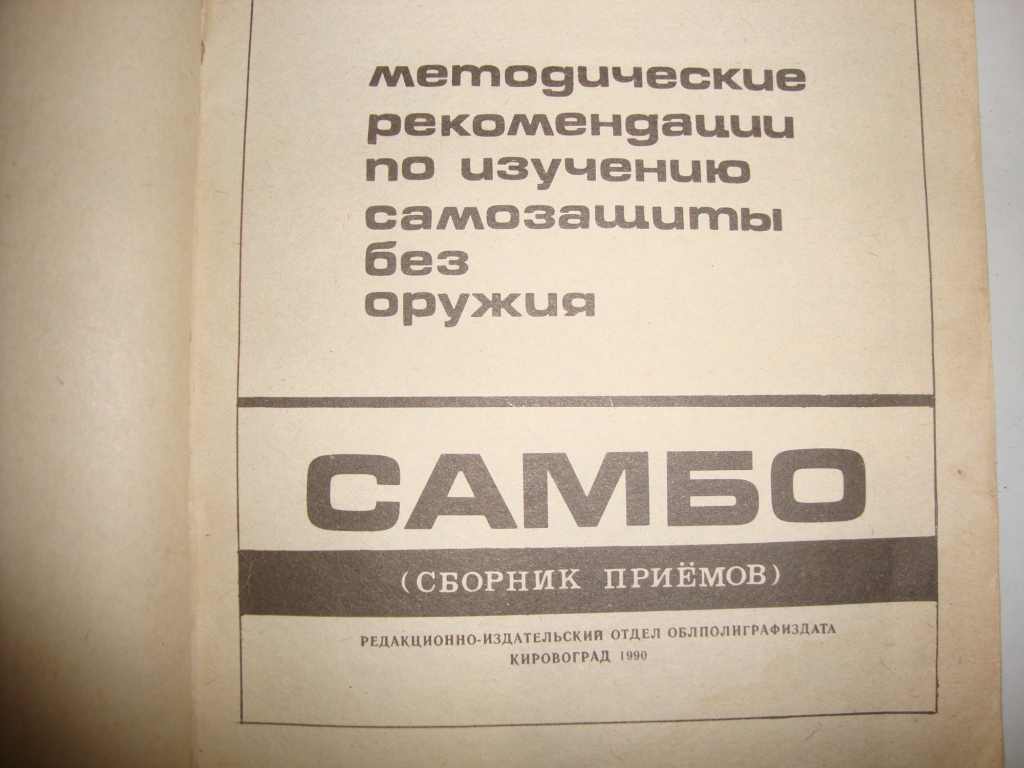 методические
рекомендации
по изучению
самозащиты
без
оружия
САМБО
(СБОРНИК ПРИЁМОВ)
РЕДАКЦИОННО-ИЗДАТЕЛЬСКИЙ ОТДЕЛ ОБЛПОЛИГРАФИЗДАТА
КИРОВОГРАД 1990